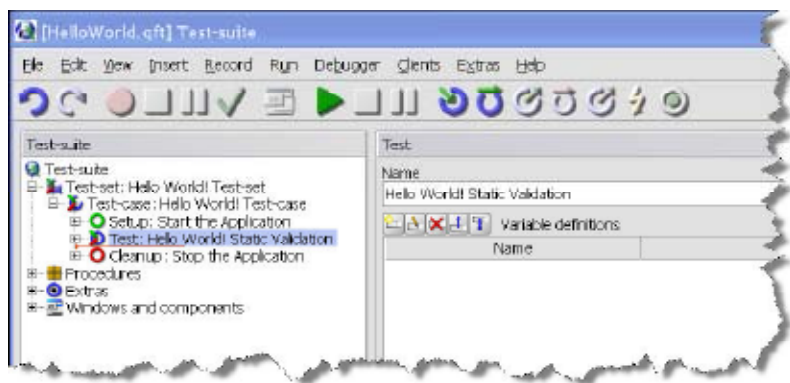 [HelloWorld.qft] Test-suite
File Edit View Insert Record Run Debugger Clients Extras Help
Test-suite
Test-suite
Test-set: Hello World! Test-set
Test-case: Hello World! Test-case
Setup: Start the Application
Test: Hello World! Static Validation
Cleanup: Stop the Application
Procedures
Extras
Windows and components
Test
Name
Hello World! Static Validation
Variable definitions
Name